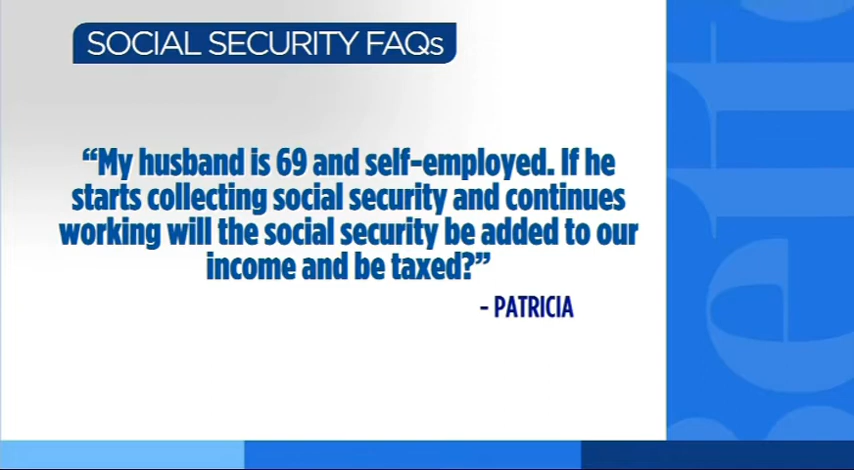 SOCIAL SECURITY FAQs
“My husband is 69 and self-employed. If he
starts collecting social security and continues
working will the social security be added to our
income and be taxed?”
- PATRICIA